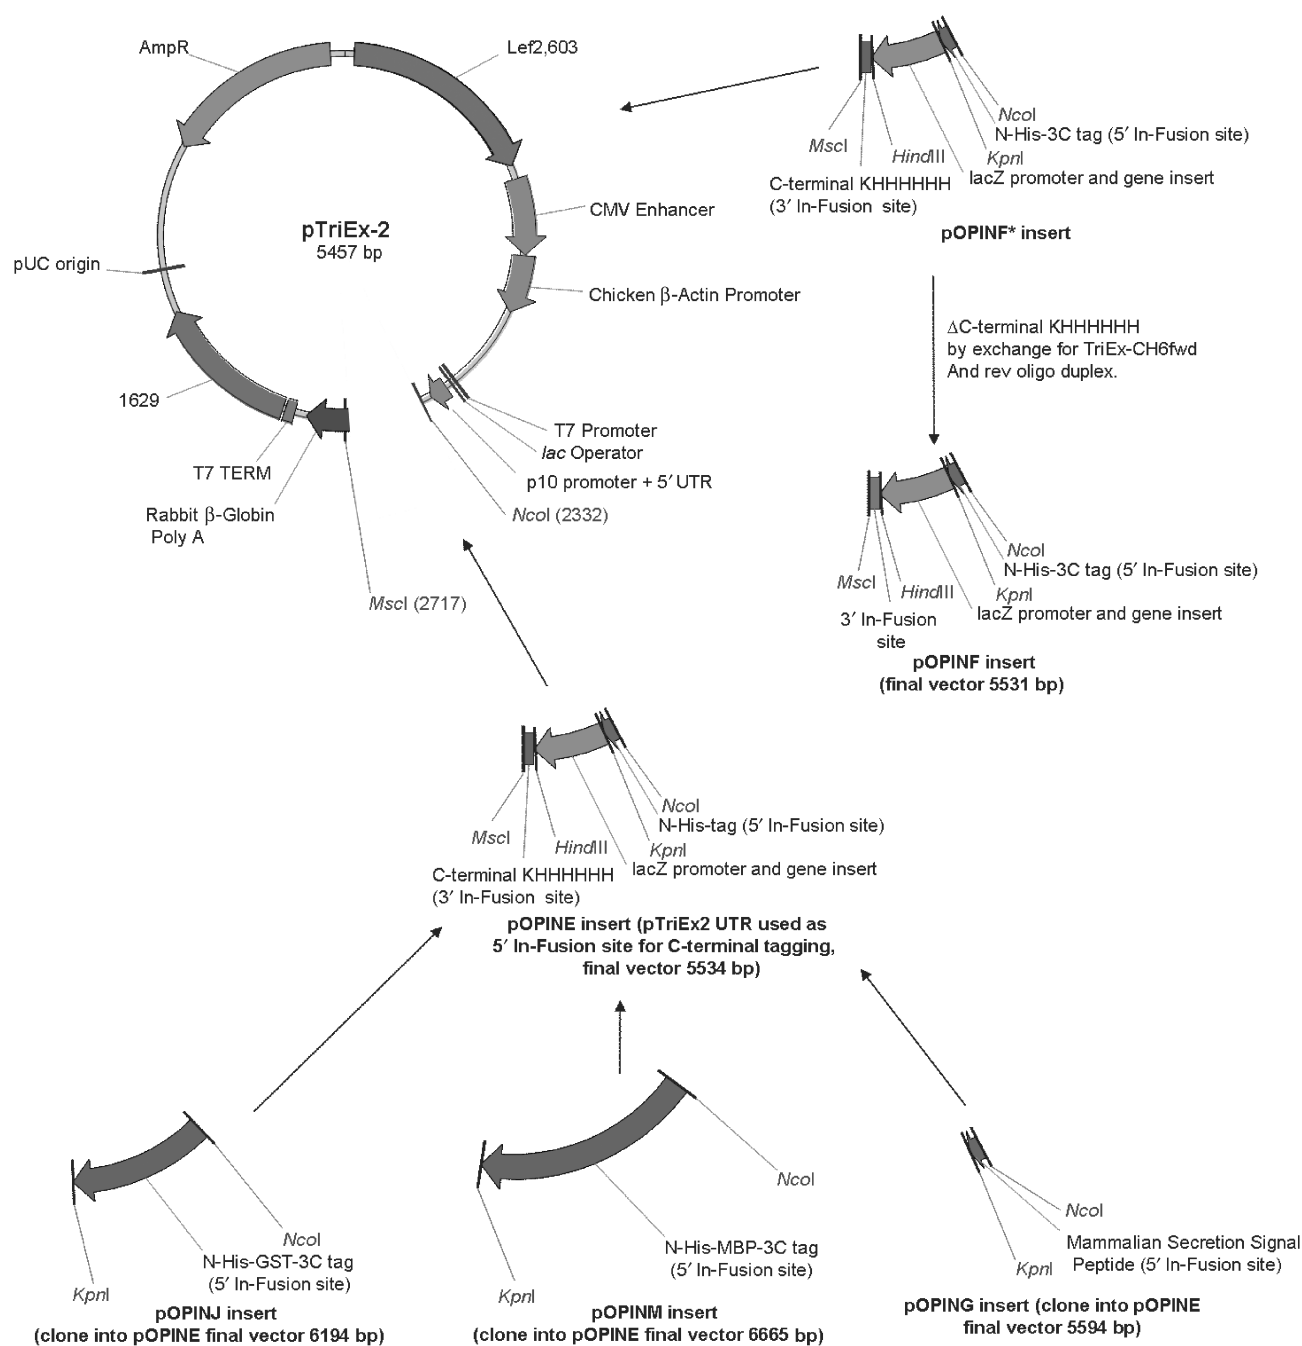 AmpR
Lef2,603
CMV Enhancer
pTriEx-2
5457 bp
pUC origin
Chicken β-Actin Promoter
1629
T7 TERM
Rabbit β-Globin
Poly A
T7 Promoter
lac Operator
p10 promoter + 5′ UTR
NcoI (2332)
MscI (2717)
NcoI
N-His-3C tag (5′ In-Fusion site)
MscI
HindIII
KpnI
lacZ promoter and gene insert
C-terminal KHHHHHH
(3′ In-Fusion site)
pOPINF* insert
ΔC-terminal KHHHHHH
by exchange for TriEx-CH6fwd
And rev oligo duplex.
NcoI
N-His-3C tag (5′ In-Fusion site)
MscI
HindIII
KpnI
lacZ promoter and gene insert
3′ In-Fusion
site
pOPINF insert
(final vector 5531 bp)
NcoI
N-His-tag (5′ In-Fusion site)
MscI
HindIII
KpnI
lacZ promoter and gene insert
C-terminal KHHHHHH
(3′ In-Fusion site)
pOPINE insert (pTriEx2 UTR used as
5′ In-Fusion site for C-terminal tagging,
final vector 5534 bp)
NcoI
N-His-GST-3C tag
(5′ In-Fusion site)
KpnI
pOPINJ insert
(clone into pOPINE final vector 6194 bp)
NcoI
N-His-MBP-3C tag
(5′ In-Fusion site)
KpnI
pOPINM insert
(clone into pOPINE final vector 6665 bp)
NcoI
Mammalian Secretion Signal
Peptide (5′ In-Fusion site)
KpnI
pOPING insert (clone into pOPINE
final vector 5594 bp)